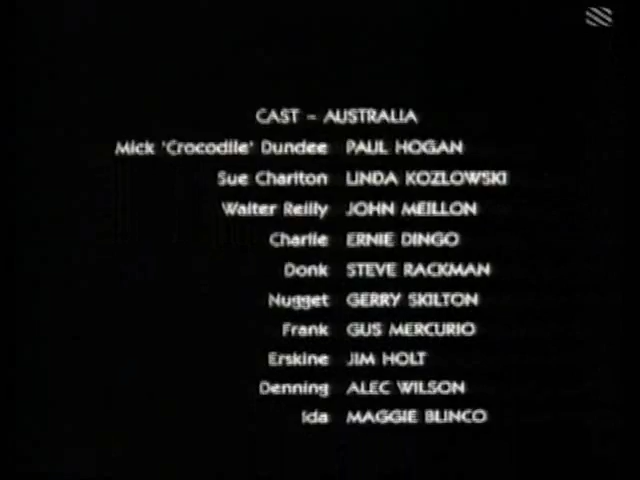 CAST – AUSTRALIA
Mick 'Crocodile' Dundee PAUL HOGAN
Sue Charlton LINDA KOZLOWSKI
Walter Reilly JOHN MEILLON
Charlie ERNIE DINGO
Donk STEVE RACKMAN
Nugget GERRY SKILTON
Frank GUS MERCURIO
Erskine JIM HOLT
Denning ALEC WILSON
Ida MAGGIE BLINCO